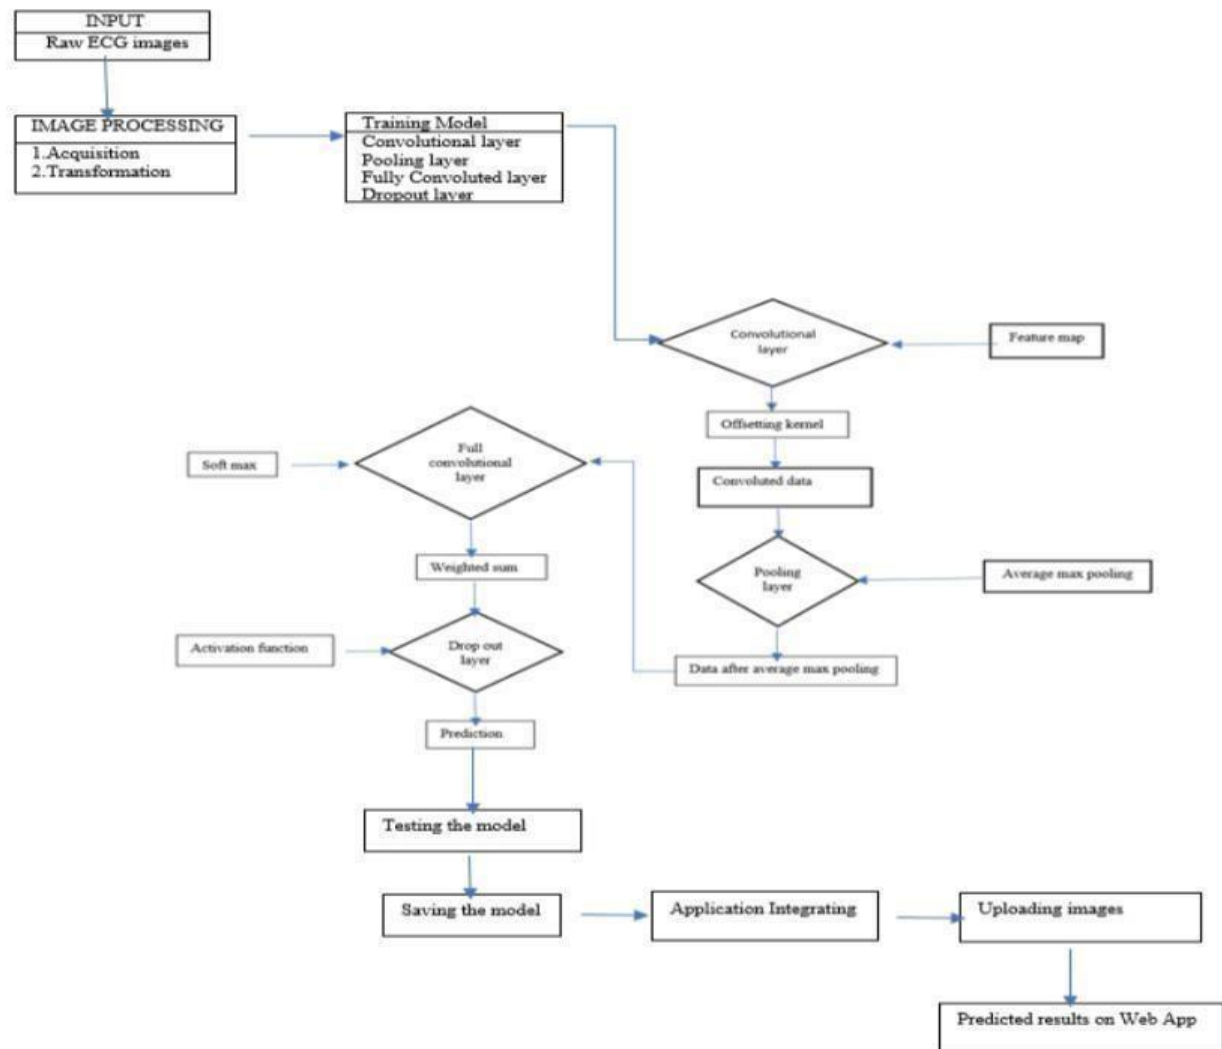 INPUT
Raw ECG images
IMAGE PROCESSING
1.Acquisition
2.Transformation
Training Model
Convolutional layer
Pooling layer
Fully Convoluted layer
Dropout layer
Convolutional
layer
Feature map
Offsetting kernel
Convoluted data
Pooling
layer
Average max pooling
Data after average max pooling
Full
convolutional
layer
Soft max
Weighted sum
Drop out
layer
Activation function
Prediction
Testing the model
Saving the model
Application Integrating
Uploading images
Predicted results on Web App